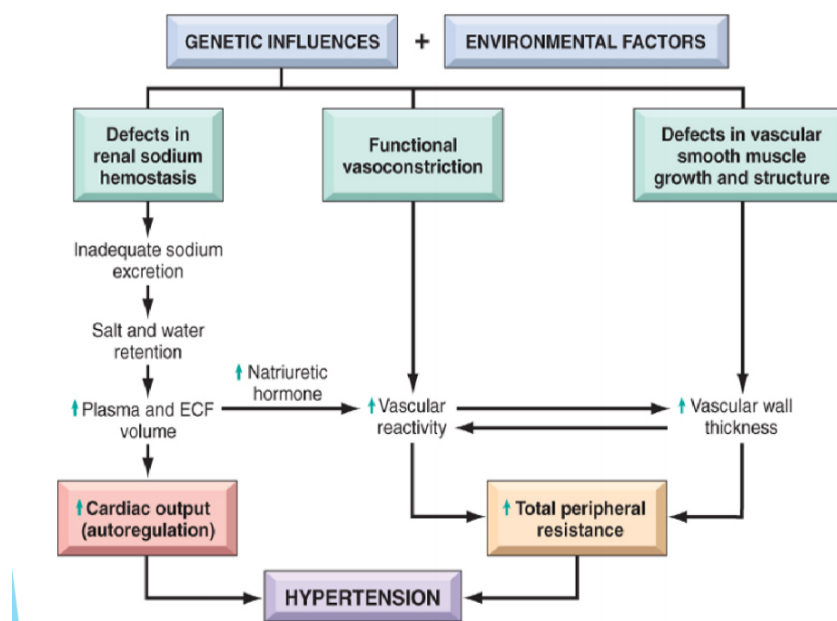 GENETIC INFLUENCES + ENVIRONMENTAL FACTORS
Defects in
renal sodium
hemostasis
Functional
vasoconstriction
Defects in vascular
smooth muscle
growth and structure
Inadequate sodium
excretion
Salt and water
retention
↑ Natriuretic
hormone
↑ Plasma and ECF
volume
↑ Vascular
reactivity
↑ Vascular wall
thickness
↑ Cardiac output
(autoregulation)
↑ Total peripheral
resistance
HYPERTENSION